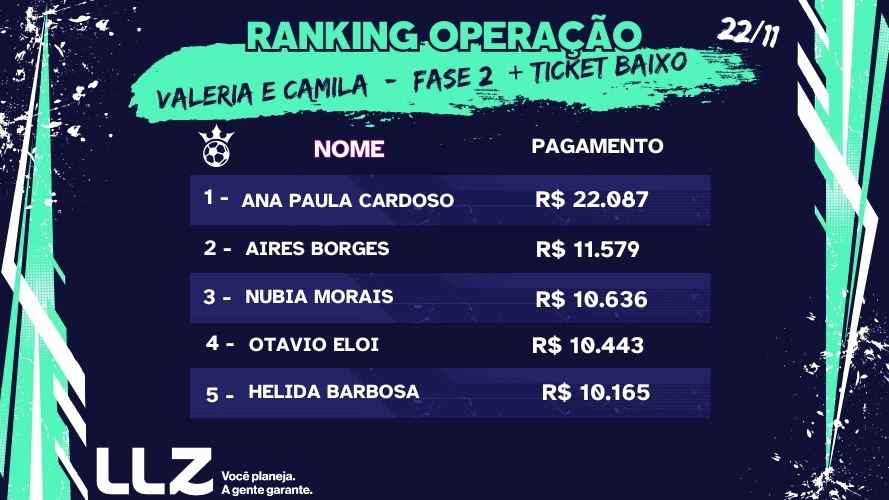 RANKING OPERAÇÃO
22/11
VALERIA E CAMILA - FASE 2 + TICKET BAIXO
NOME PAGAMENTO
1 - ANA PAULA CARDOSO R$ 22.087
2 - AIRES BORGES R$ 11.579
3 - NUBIA MORAIS R$ 10.636
4 - OTAVIO ELOI R$ 10.443
5 - HELIDA BARBOSA R$ 10.165
LLZ
Você planeja.
A gente garante.